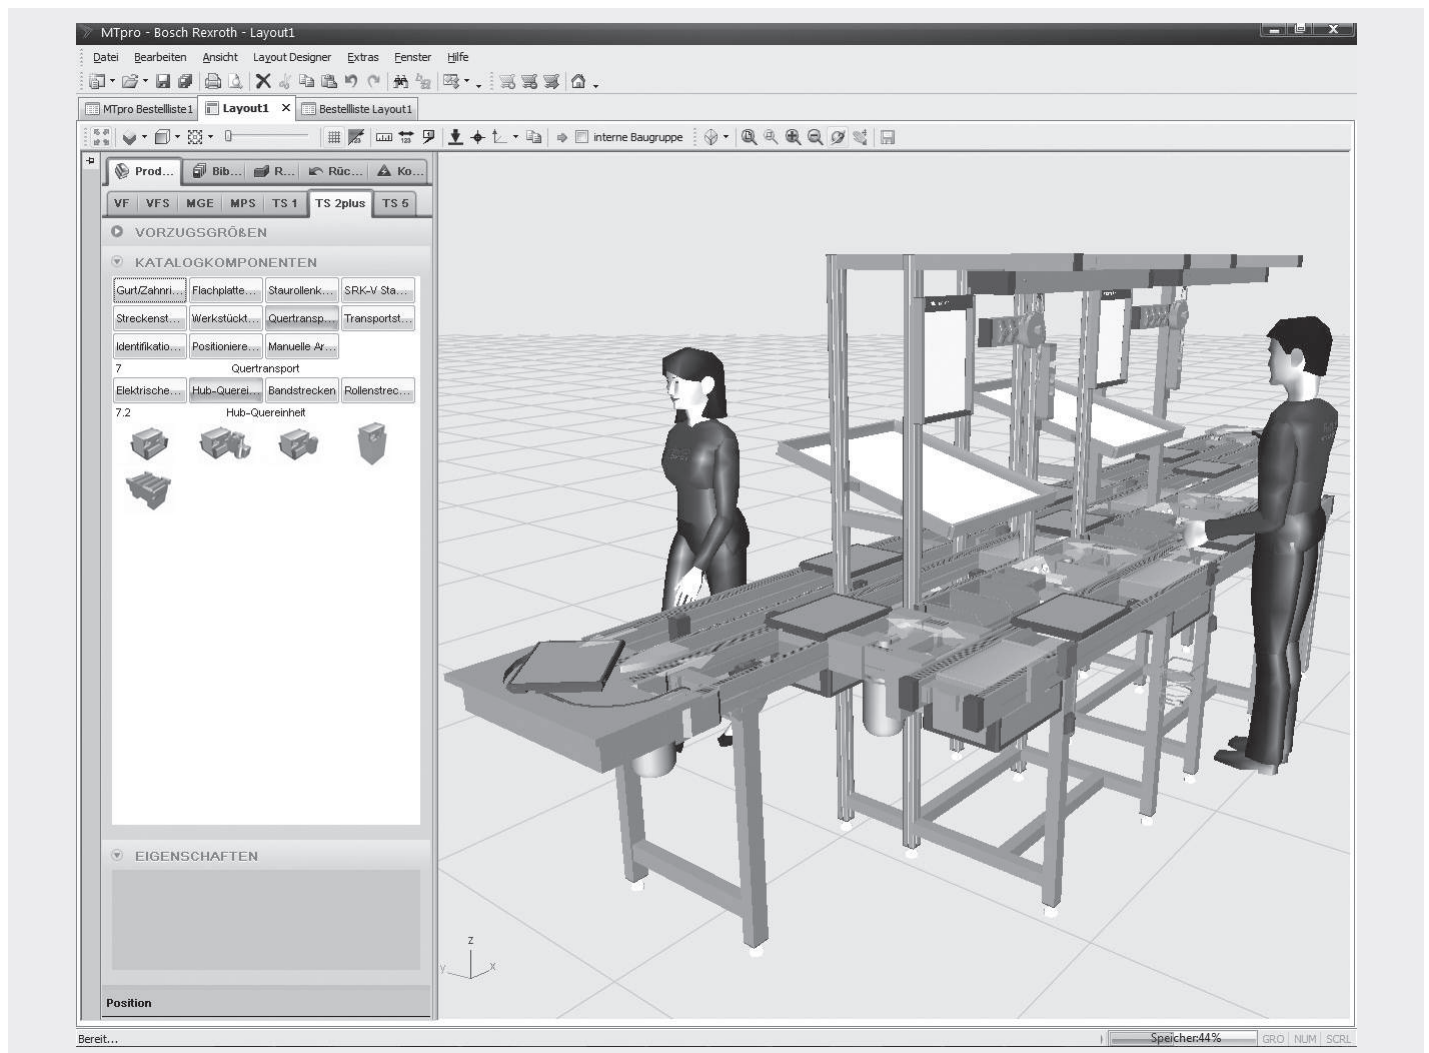 MTpro - Bosch Rexroth - Layout1
Datei Bearbeiten Ansicht Layout Designer Extras Fenster Hilfe
MTpro Bestellliste1 Layout1 Bestellliste Layout1
interne Baugruppe
Prod... Bib... R... Rüc... Ko...
VF VFS MGE MPS TS 1 TS 2plus TS 5
VORZUGSGRÖßEN
KATALOGKOMPONENTEN
Gurt/Zahnri... Flachplatte... Staurollenk... SRK-V Sta...
Streckenst... Werkstückt... Quertransp... Transportst...
Identifikatio... Positioniere... Manuelle Ar...
7 Quertransport
Elektrische... Hub-Querei... Bandstrecken Rollenstrec...
7.2 Hub-Quereinheit
EIGENSCHAFTEN
z
y x
Position
Bereit... Speicher:44% GRO NUM SCRL